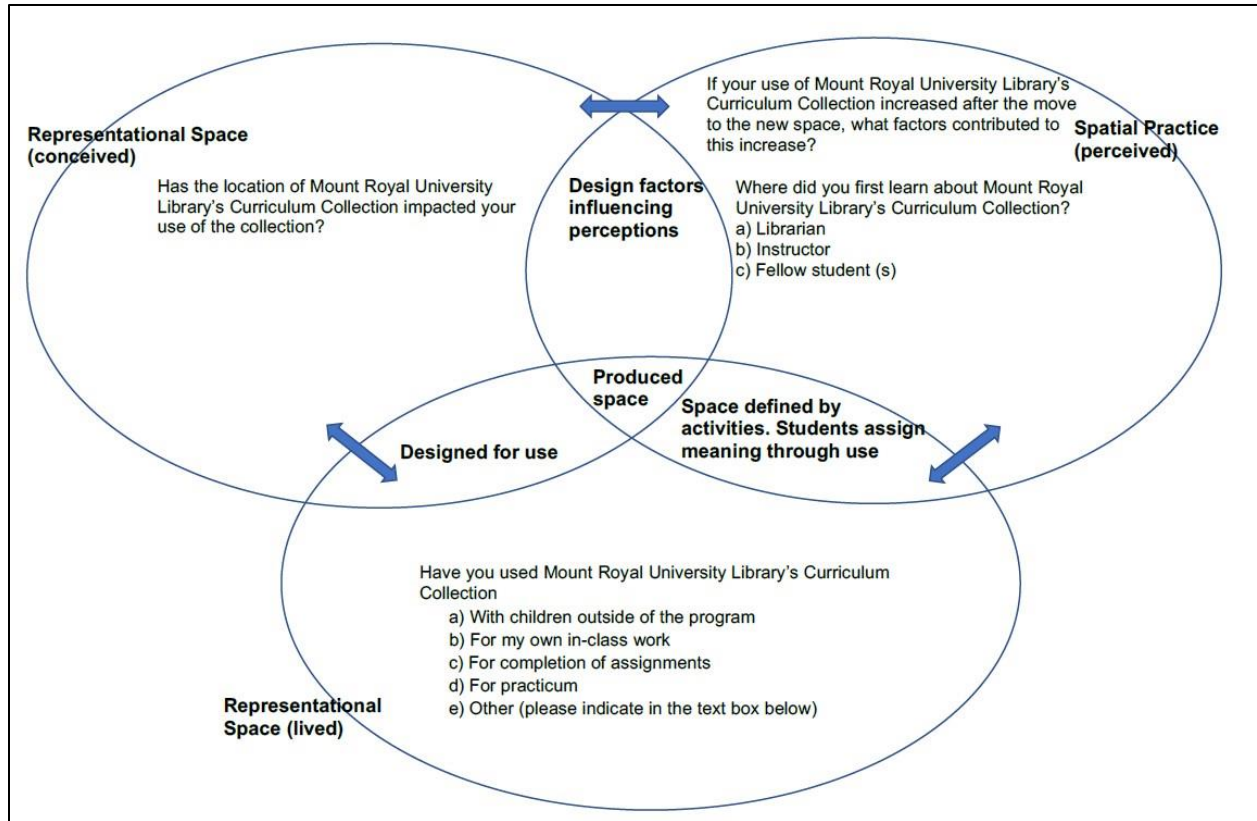 Representational Space
(conceived)
Has the location of Mount Royal University
Library’s Curriculum Collection impacted your
use of the collection?
Design factors
influencing
perceptions
If your use of Mount Royal University Library’s
Curriculum Collection increased after the move
to the new space, what factors contributed to
this increase?
Spatial Practice
(perceived)
Where did you first learn about Mount Royal
University Library’s Curriculum Collection?
a) Librarian
b) Instructor
c) Fellow student (s)
Produced
space
Designed for use
Space defined by
activities. Students assign
meaning through use
Have you used Mount Royal University Library’s Curriculum
Collection
a) With children outside of the program
b) For my own in-class work
c) For completion of assignments
d) For practicum
e) Other (please indicate in the text box below)
Representational
Space (lived)